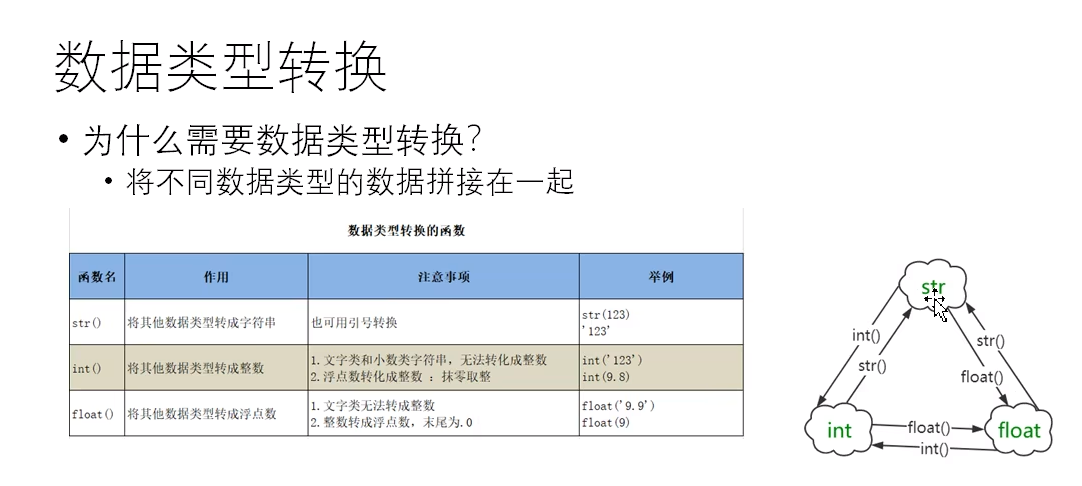 数据类型转换
• 为什么需要数据类型转换?
• 将不同数据类型的数据拼接在一起
数据类型转换的函数
函数名 作用 注意事项 举例
str() 将其他数据类型转成字符串 也可用引号转换 str(123)
'123'
int() 将其他数据类型转成整数 1.文字类和小数类字符串，无法转化成整数
2.浮点数转化成整数 ：抹零取整 int('123')
int(9.8)
float() 将其他数据类型转成浮点数 1.文字类无法转成整数
2.整数转成浮点数，末尾为.0 float('9.9')
float(9)
str
int()
str()
str()
float()
int
float()
int()
float